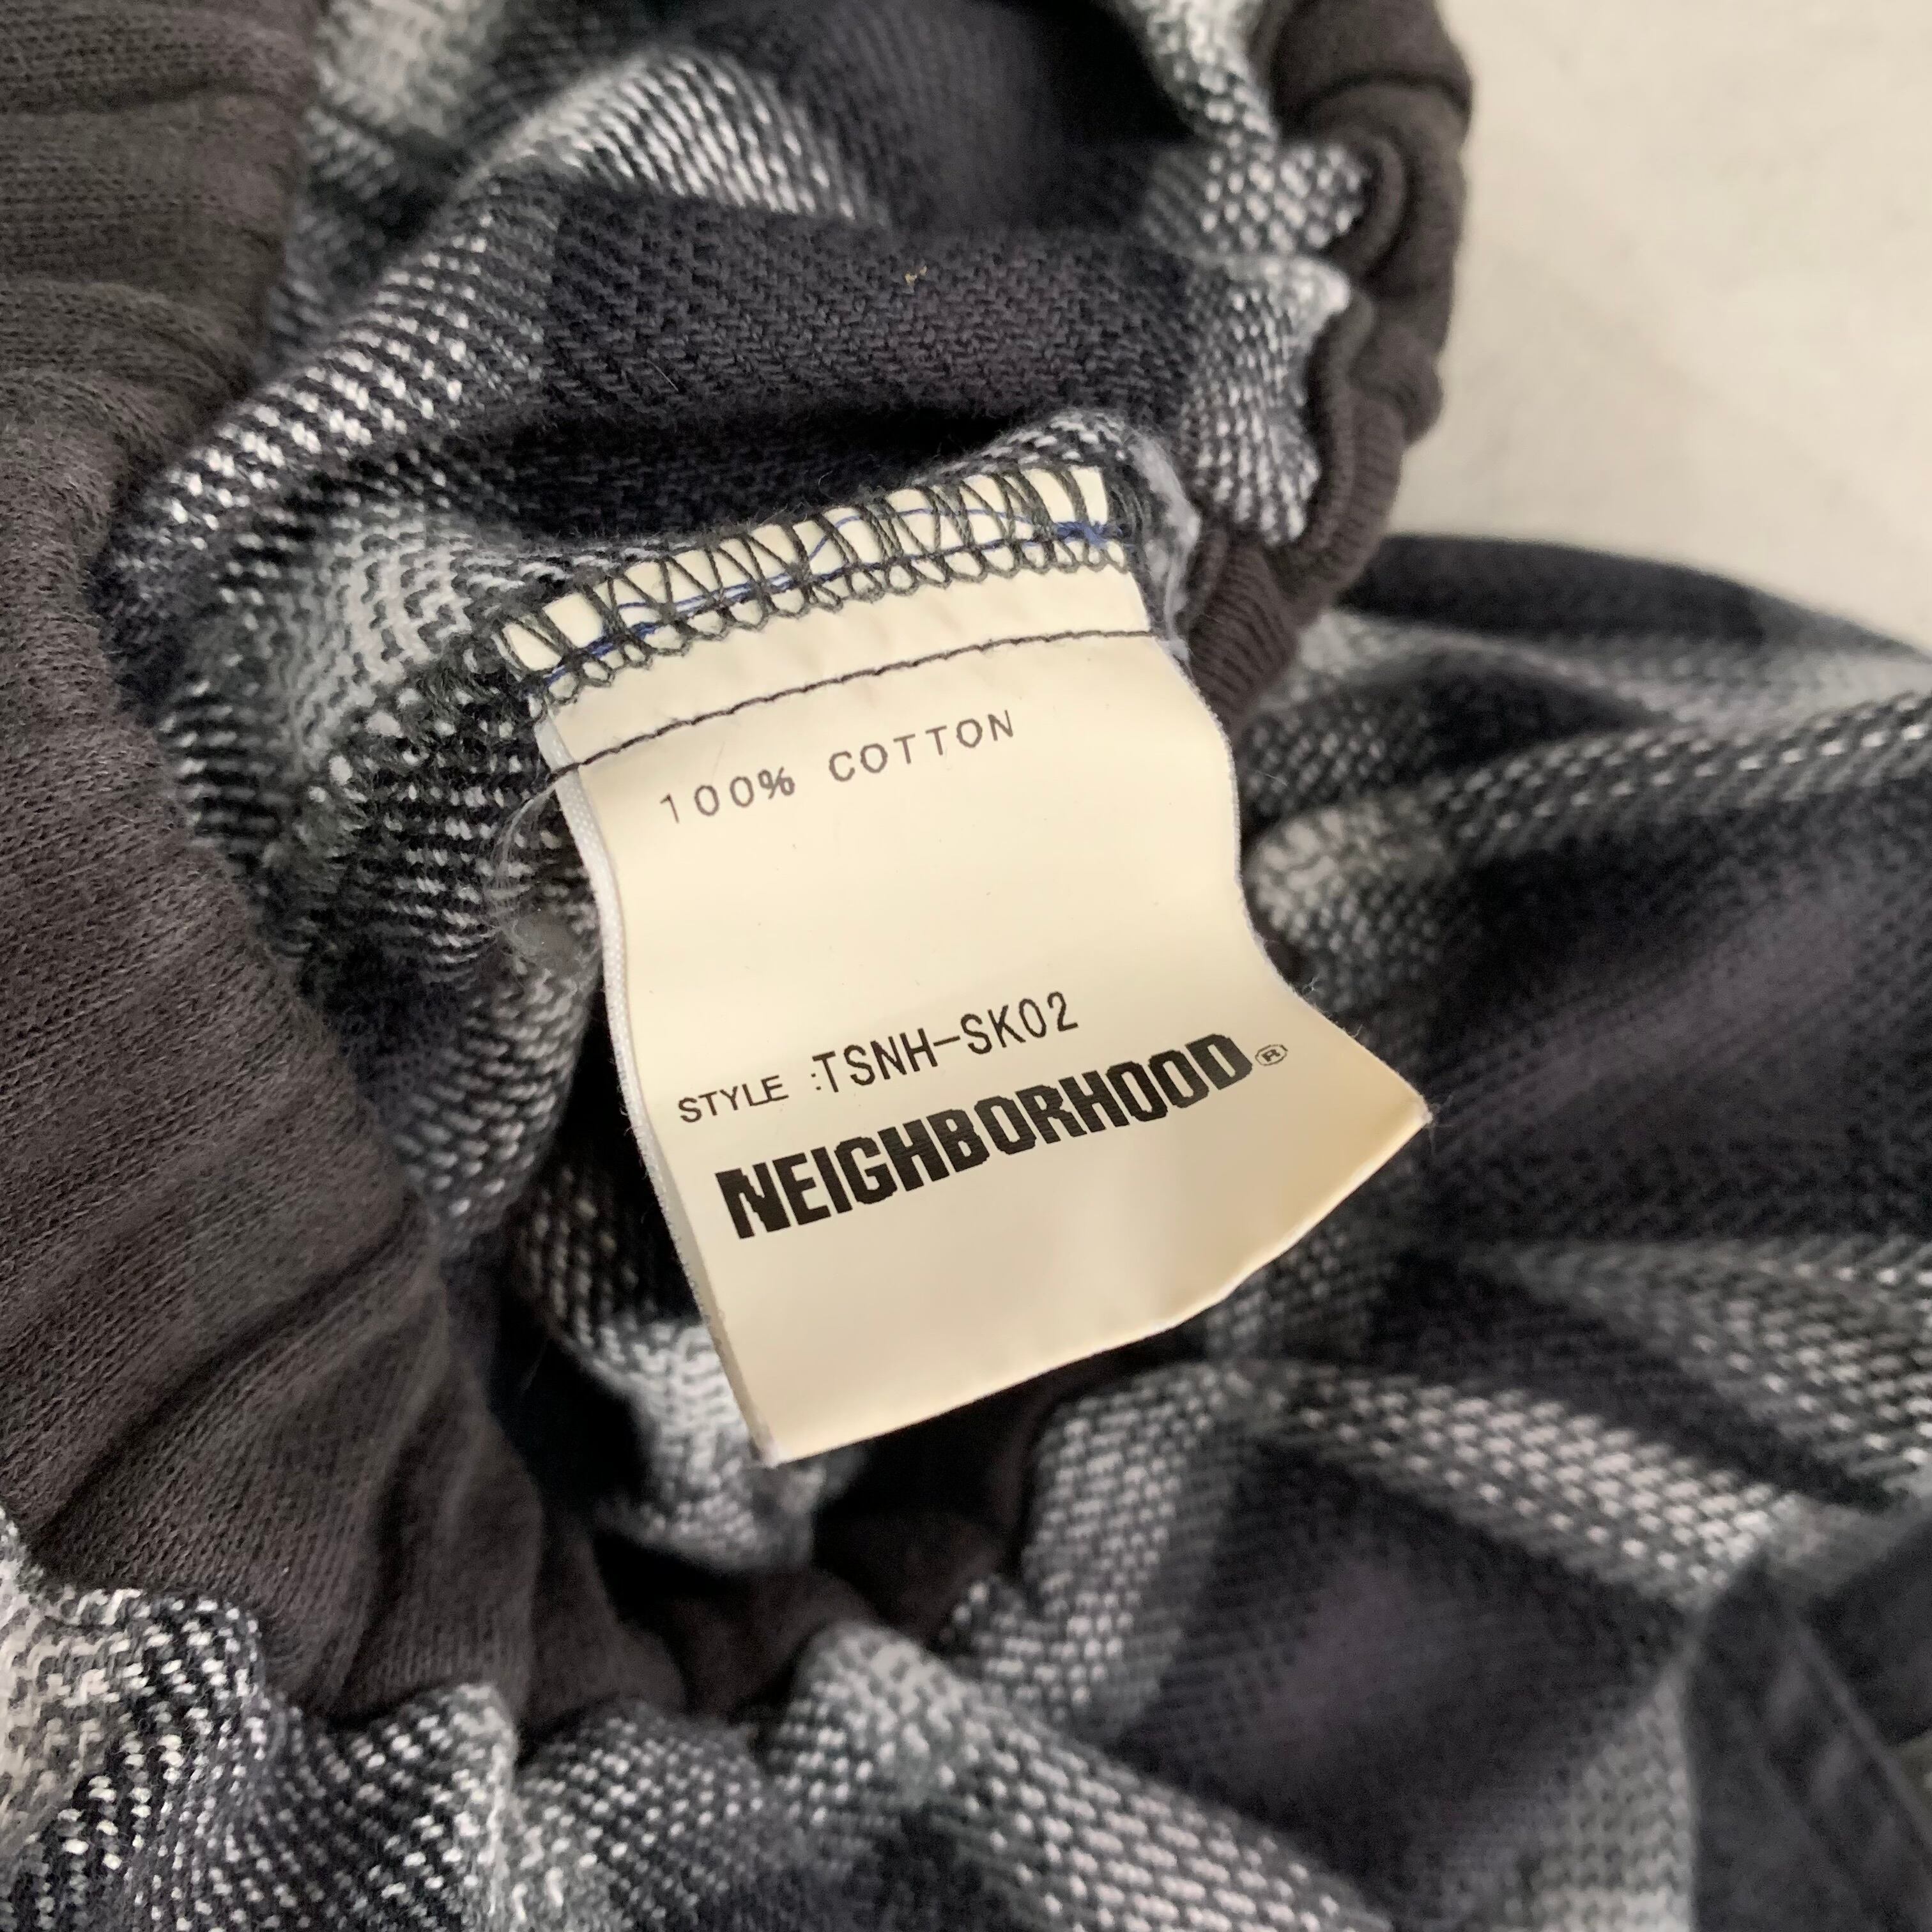 100% COTTON
STYLE :TSNH-SK02
NEIGHBORHOOD®